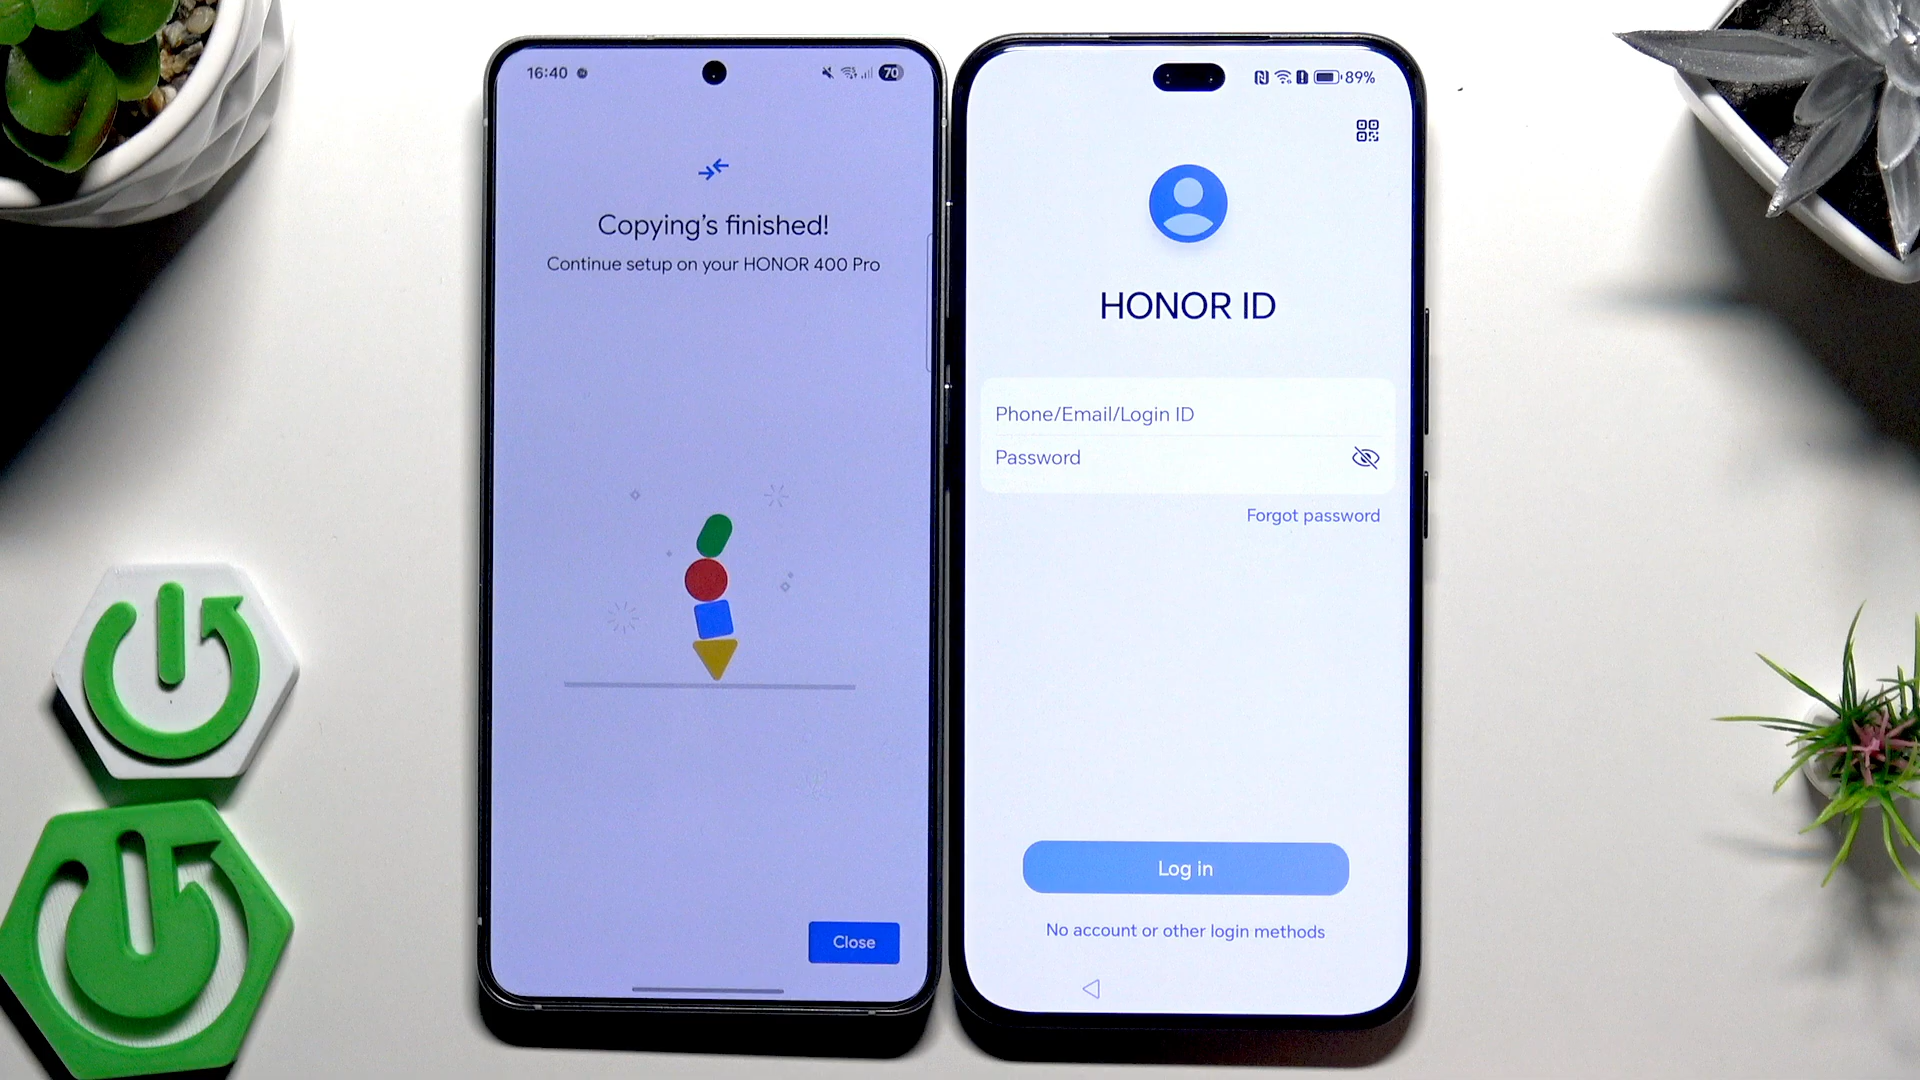 16:40
70
Copying's finished!
Continue setup on your HONOR 400 Pro
Close
89%
HONOR ID
Phone/Email/Login ID
Password
Forgot password
Log in
No account or other login methods